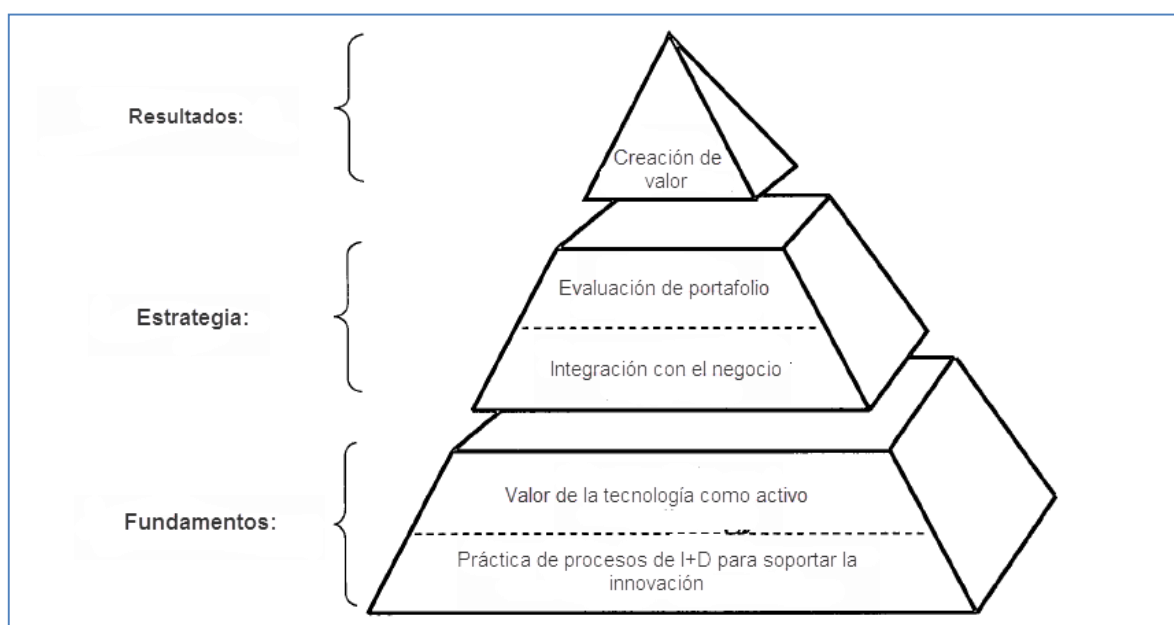 Resultados:
Creación de
valor
Estrategia:
Evaluación de portafolio
Integración con el negocio
Fundamentos:
Valor de la tecnología como activo
Práctica de procesos de I+D para soportar la
innovación